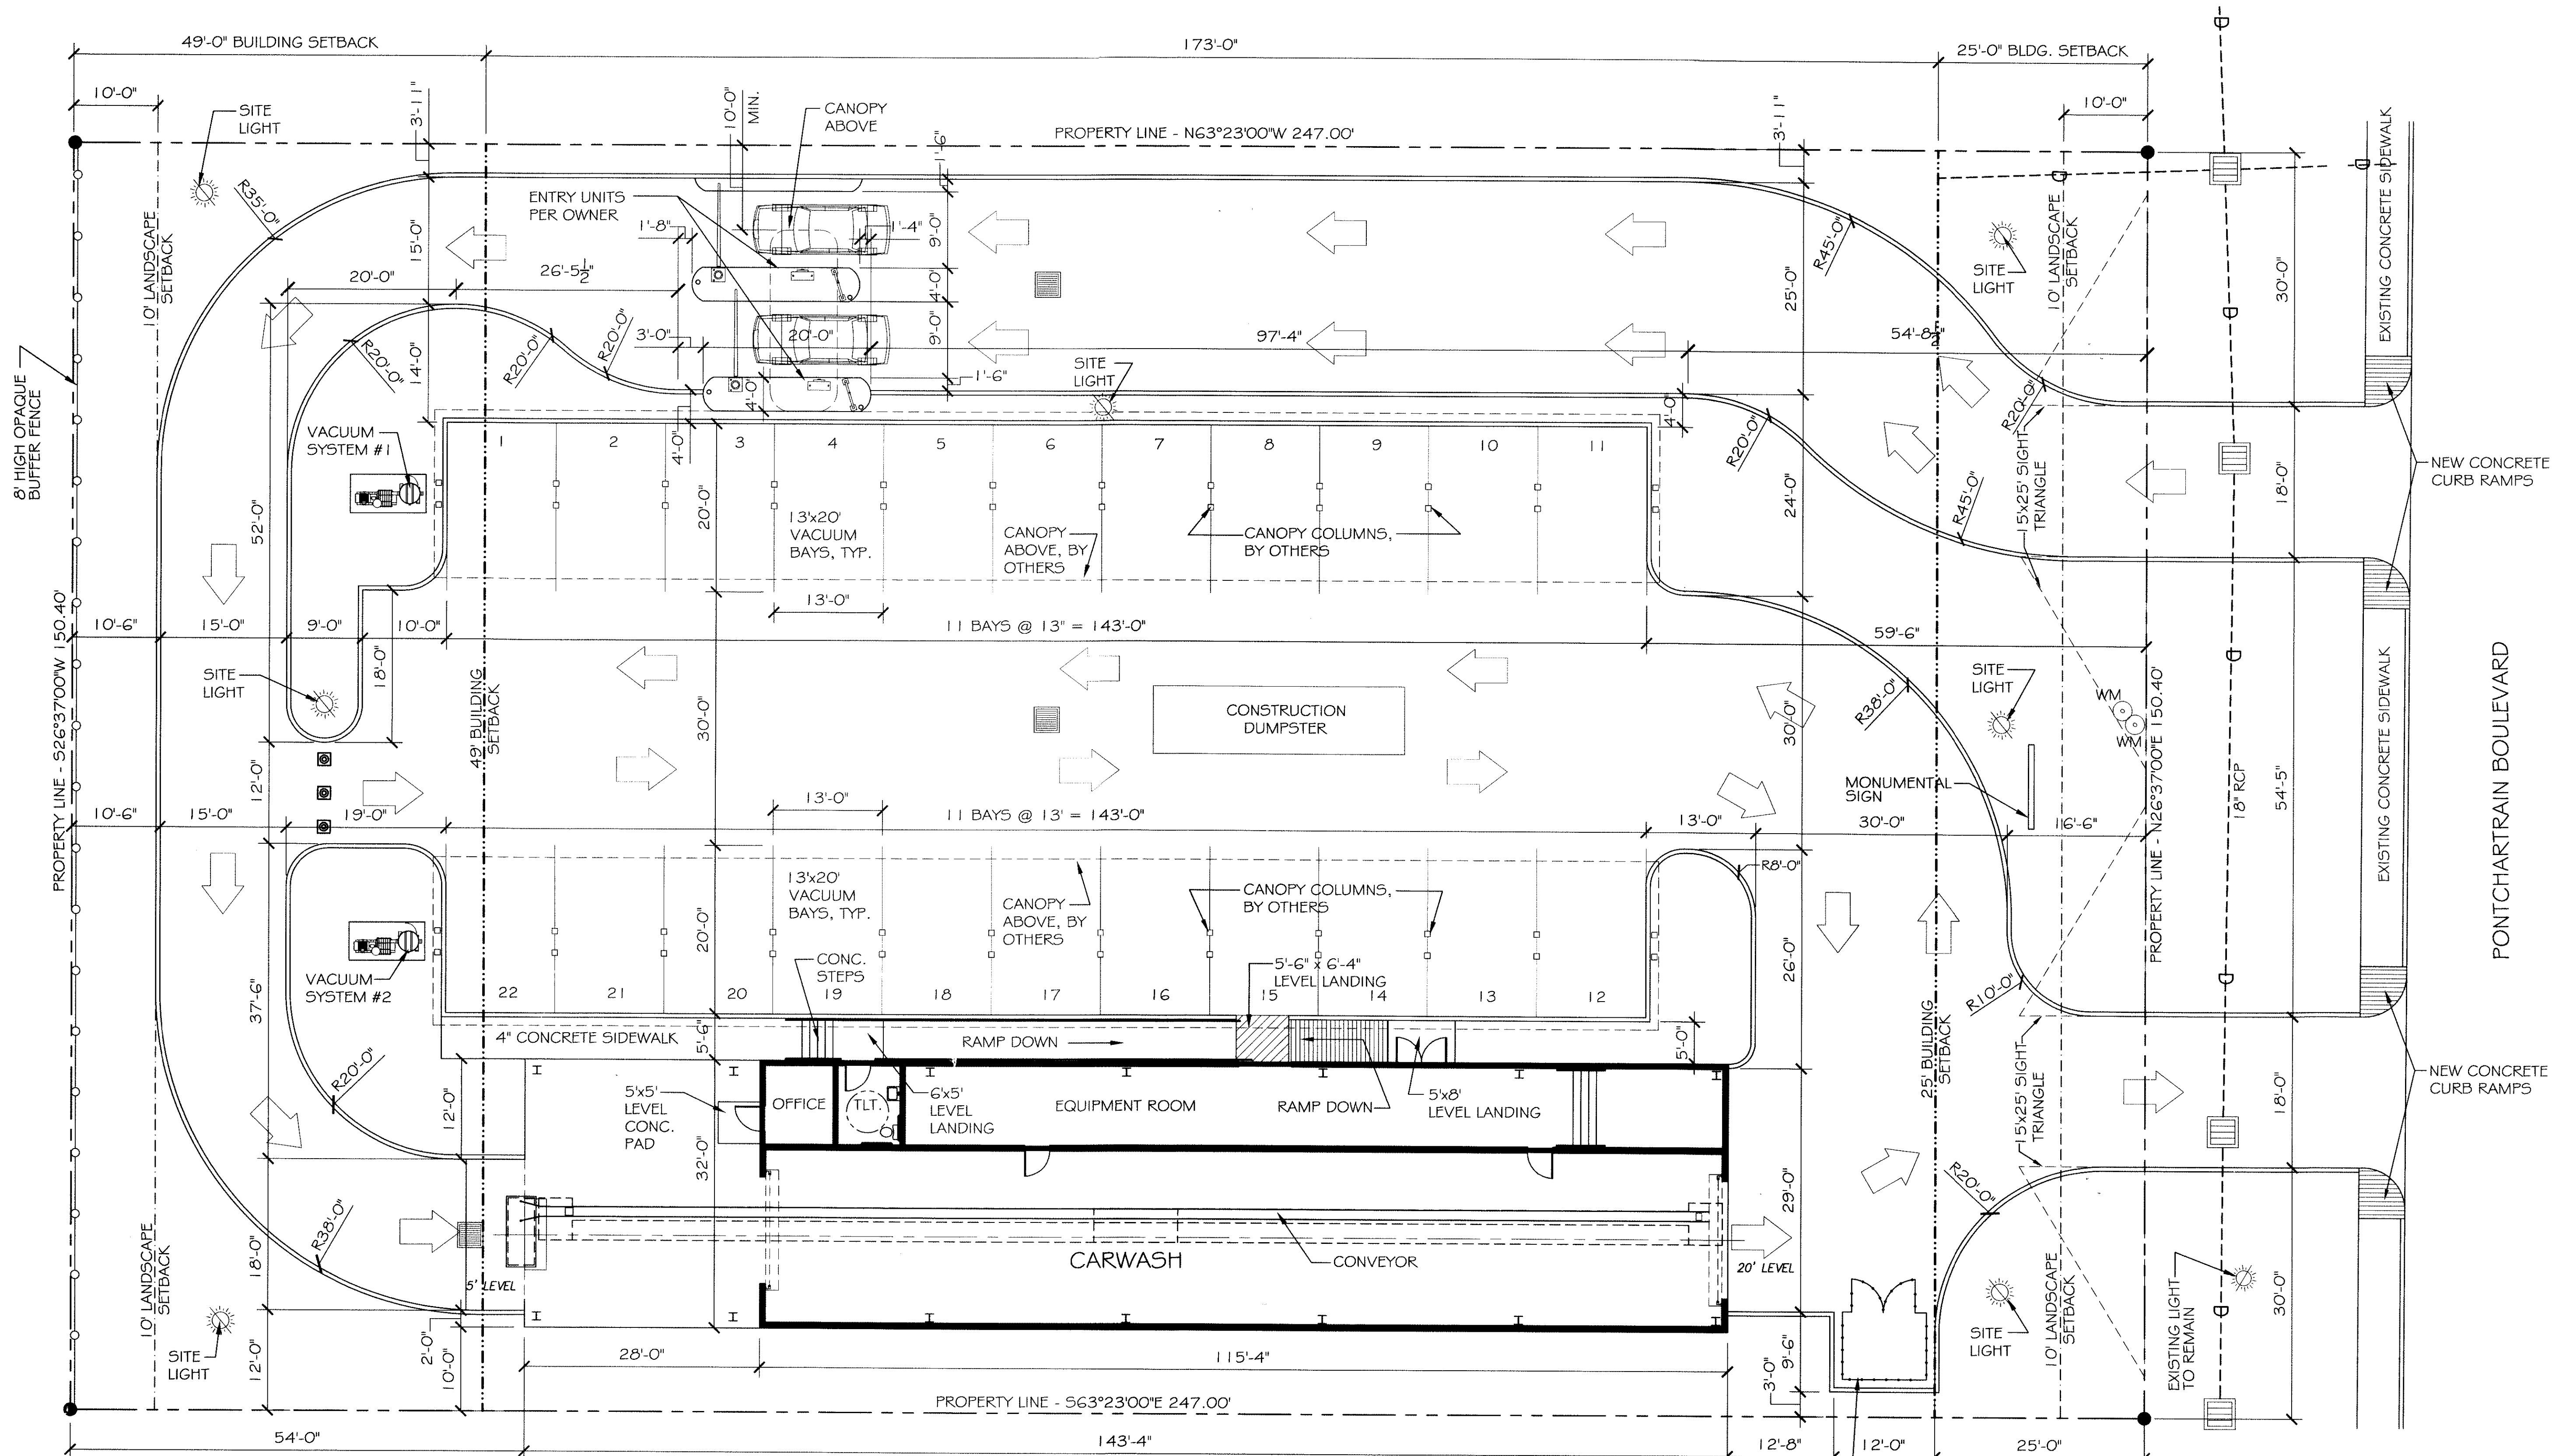 49'-0" BUILDING SETBACK
173'-0"
25'-0" BLDG. SETBACK
10'-0"
SITE
LIGHT
3'-11"
10'-0"
MIN.
CANOPY
ABOVE
1'-6"
PROPERTY LINE - N63°23'00"W 247.00'
3'-11"
10'-0"
EXISTING CONCRETE SIDEWALK
R35'-0"
10' LANDSCAPE
SETBACK
ENTRY UNITS
PER OWNER
1'-8"
1'-4"
9'-0"
15'-0"
20'-0"
26'-5½"
4'-0"
R45'-0"
SITE
LIGHT
10' LANDSCAPE
SETBACK
30'-0"
25'-0"
8' HIGH OPAQUE
BUFFER FENCE
R20'-0"
14'-0"
R20'-0"
R20'-0"
3'-0"
20'-0"
9'-0"
97'-4"
54'-8½"
SITE
LIGHT
1'-6"
4'-0"
4'-0"
4'-0"
R20'-0"
R20'-0"
VACUUM
SYSTEM #1
1
2
3
4
5
6
7
8
9
10
11
NEW CONCRETE
CURB RAMPS
52'-0"
20'-0"
13'x20'
VACUUM
BAYS, TYP.
CANOPY
ABOVE, BY
OTHERS
CANOPY COLUMNS,
BY OTHERS
24'-0"
R45'-0"
15'x25' SIGHT
TRIANGLE
18'-0"
13'-0"
PROPERTY LINE - S26°37'00"W 150.40'
10'-6"
15'-0"
9'-0"
10'-0"
11 BAYS @ 13" = 143'-0"
59'-6"
SITE
LIGHT
18'-0"
49' BUILDING
SETBACK
30'-0"
CONSTRUCTION
DUMPSTER
30'-0"
R38'-0"
SITE
LIGHT
WM
WM
PROPERTY LINE - N26°37'00"E 150.40'
18" RCP
54'-5"
EXISTING CONCRETE SIDEWALK
PONTCHARTRAIN BOULEVARD
12'-0"
MONUMENTAL
SIGN
13'-0"
10'-6"
15'-0"
19'-0"
11 BAYS @ 13' = 143'-0"
13'-0"
30'-0"
16'-6"
R8'-0"
13'x20'
VACUUM
BAYS, TYP.
CANOPY
ABOVE, BY
OTHERS
CANOPY COLUMNS,
BY OTHERS
20'-0"
26'-0"
CONC.
STEPS
5'-6" x 6'-4"
LEVEL LANDING
VACUUM
SYSTEM #2
37'-6"
22
21
20
19
18
17
16
15
14
13
12
R10'-0"
4" CONCRETE SIDEWALK
5'-6"
RAMP DOWN
5'-0"
25' BUILDING
SETBACK
15'x25' SIGHT
TRIANGLE
NEW CONCRETE
CURB RAMPS
R20'-0"
12'-0"
5'x5'
LEVEL
CONC.
PAD
OFFICE
TLT.
6'x5'
LEVEL
LANDING
EQUIPMENT ROOM
RAMP DOWN
5'x8'
LEVEL LANDING
18'-0"
32'-0"
29'-0"
R20'-0"
R38'-0"
18'-0"
5' LEVEL
CARWASH
CONVEYOR
20' LEVEL
10' LANDSCAPE
SETBACK
SITE
LIGHT
12'-0"
2'-0"
10'-0"
28'-0"
115'-4"
3'-0"
9'-6"
SITE
LIGHT
10' LANDSCAPE
SETBACK
EXISTING LIGHT
TO REMAIN
30'-0"
PROPERTY LINE - S63°23'00"E 247.00'
54'-0"
143'-4"
12'-8"
12'-0"
25'-0"